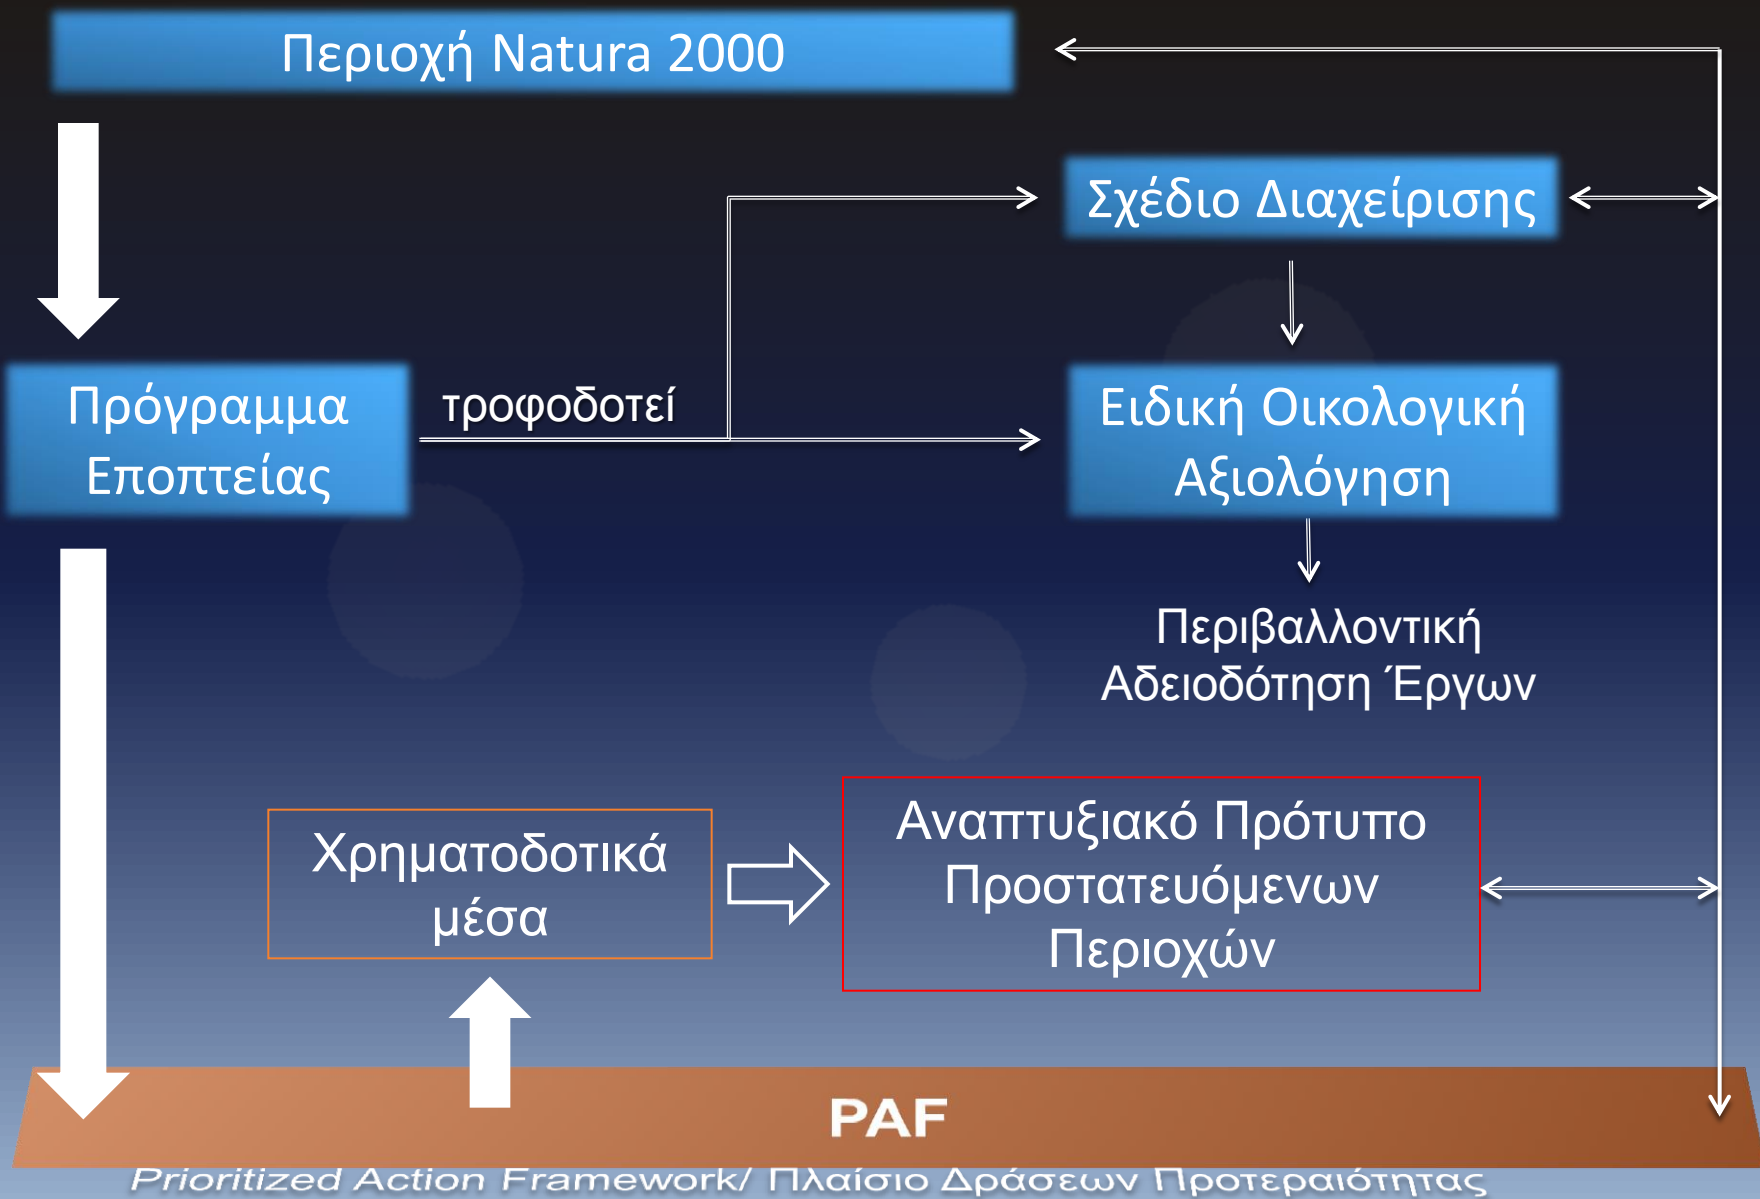 Περιοχή Natura 2000
Σχέδιο Διαχείρισης
Πρόγραμμα
Εποπτείας
τροφοδοτεί
Ειδική Οικολογική
Αξιολόγηση
Περιβαλλοντική
Αδειοδότηση Έργων
Χρηματοδοτικά
μέσα
Αναπτυξιακό Πρότυπο
Προστατευόμενων
Περιοχών
PAF
Prioritized Action Framework/ Πλαίσιο Δράσεων Προτεραιότητας